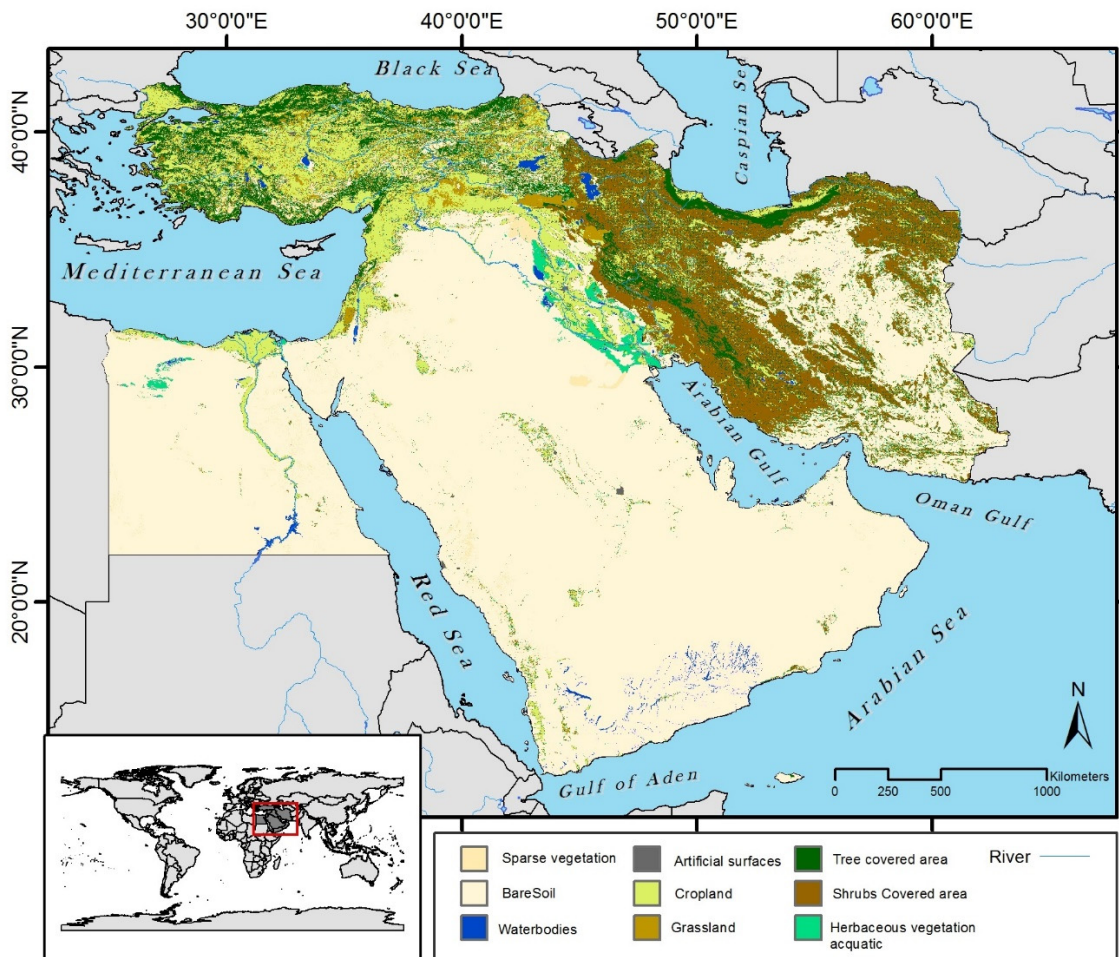 30°0'0"E 40°0'0"E 50°0'0"E 60°0'0"E
Black Sea
Caspian Se
40°0'0"N
Mediterranean Sea
30°0'0"N
Arabian Gulf
Oman Gulf
20°0'0"N
Red Sea
Arabian Sea
N
Gulf of Aden
Kilometers
0 250 500 1000
Sparse vegetation
Artificial surfaces
Tree covered area
River
BareSoil
Cropland
Shrubs Covered area
Waterbodies
Grassland
Herbaceous vegetation
acquatic